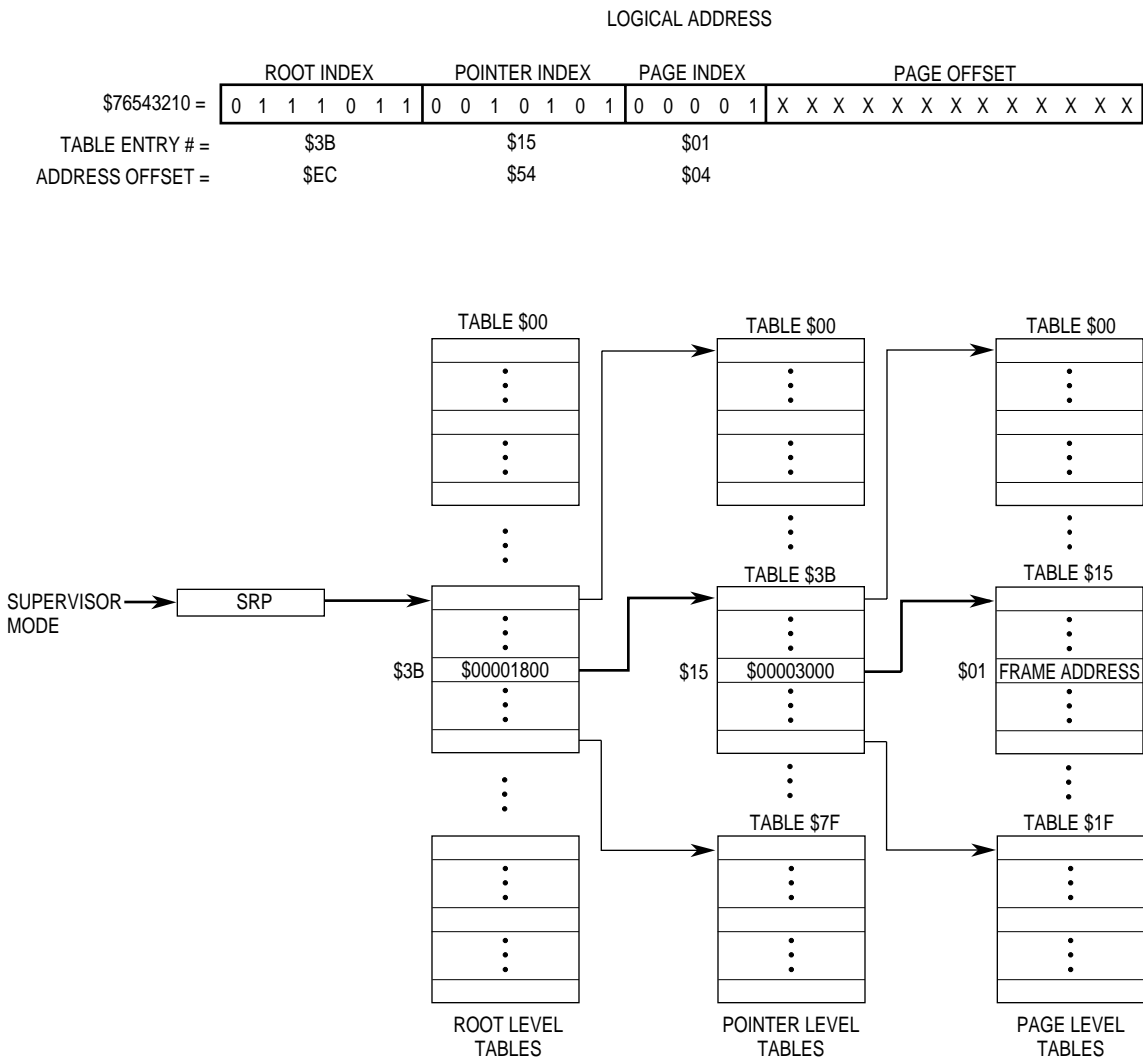 LOGICAL ADDRESS
ROOT INDEX POINTER INDEX PAGE INDEX PAGE OFFSET
$76543210 = 0 1 1 1 0 1 1 0 0 1 0 1 0 1 0 0 0 0 1 X X X X X X X X X X X X X
TABLE ENTRY # = $3B $15 $01
ADDRESS OFFSET = $EC $54 $04
TABLE $00 TABLE $00 TABLE $00
TABLE $3B TABLE $15
SUPERVISOR
MODE
SRP
$3B $00001800 $15 $00003000 $01 FRAME ADDRESS
TABLE $7F TABLE $1F
ROOT LEVEL
TABLES
POINTER LEVEL
TABLES
PAGE LEVEL
TABLES